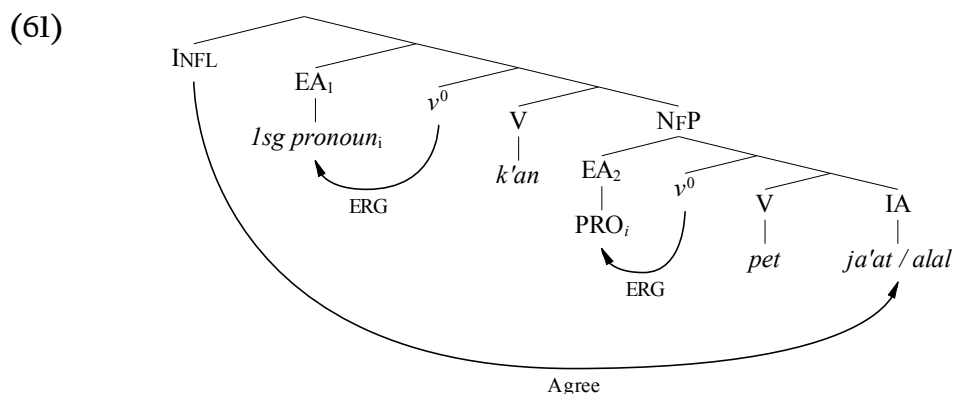 (61)
INFL
EA₁
v⁰
1sg pronounᵢ
V
NFP
k'an
EA₂
v⁰
ERG
PROᵢ
V
IA
pet
ja'at / alal
ERG
Agree